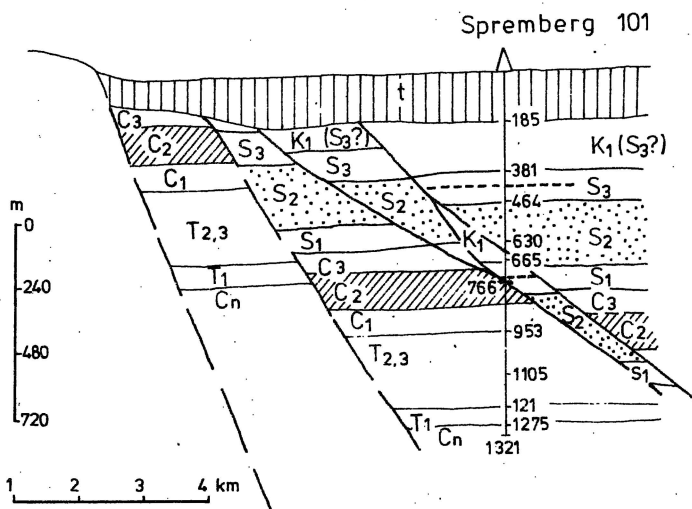 Spremberg 101
t
185
C3
C2
S3
K1 (S3?)
S3
K1 (S3?)
381
S3
464
C1
S2
S2
S2
m
0
T2,3
S1
K1
630
665
S1
C3
766
T1
240
Cn
C2
S2
C3
C2
C1
953
S1
480
T2,3
1105
720
T1
121
Cn
1275
1321
1 2 3 4 km